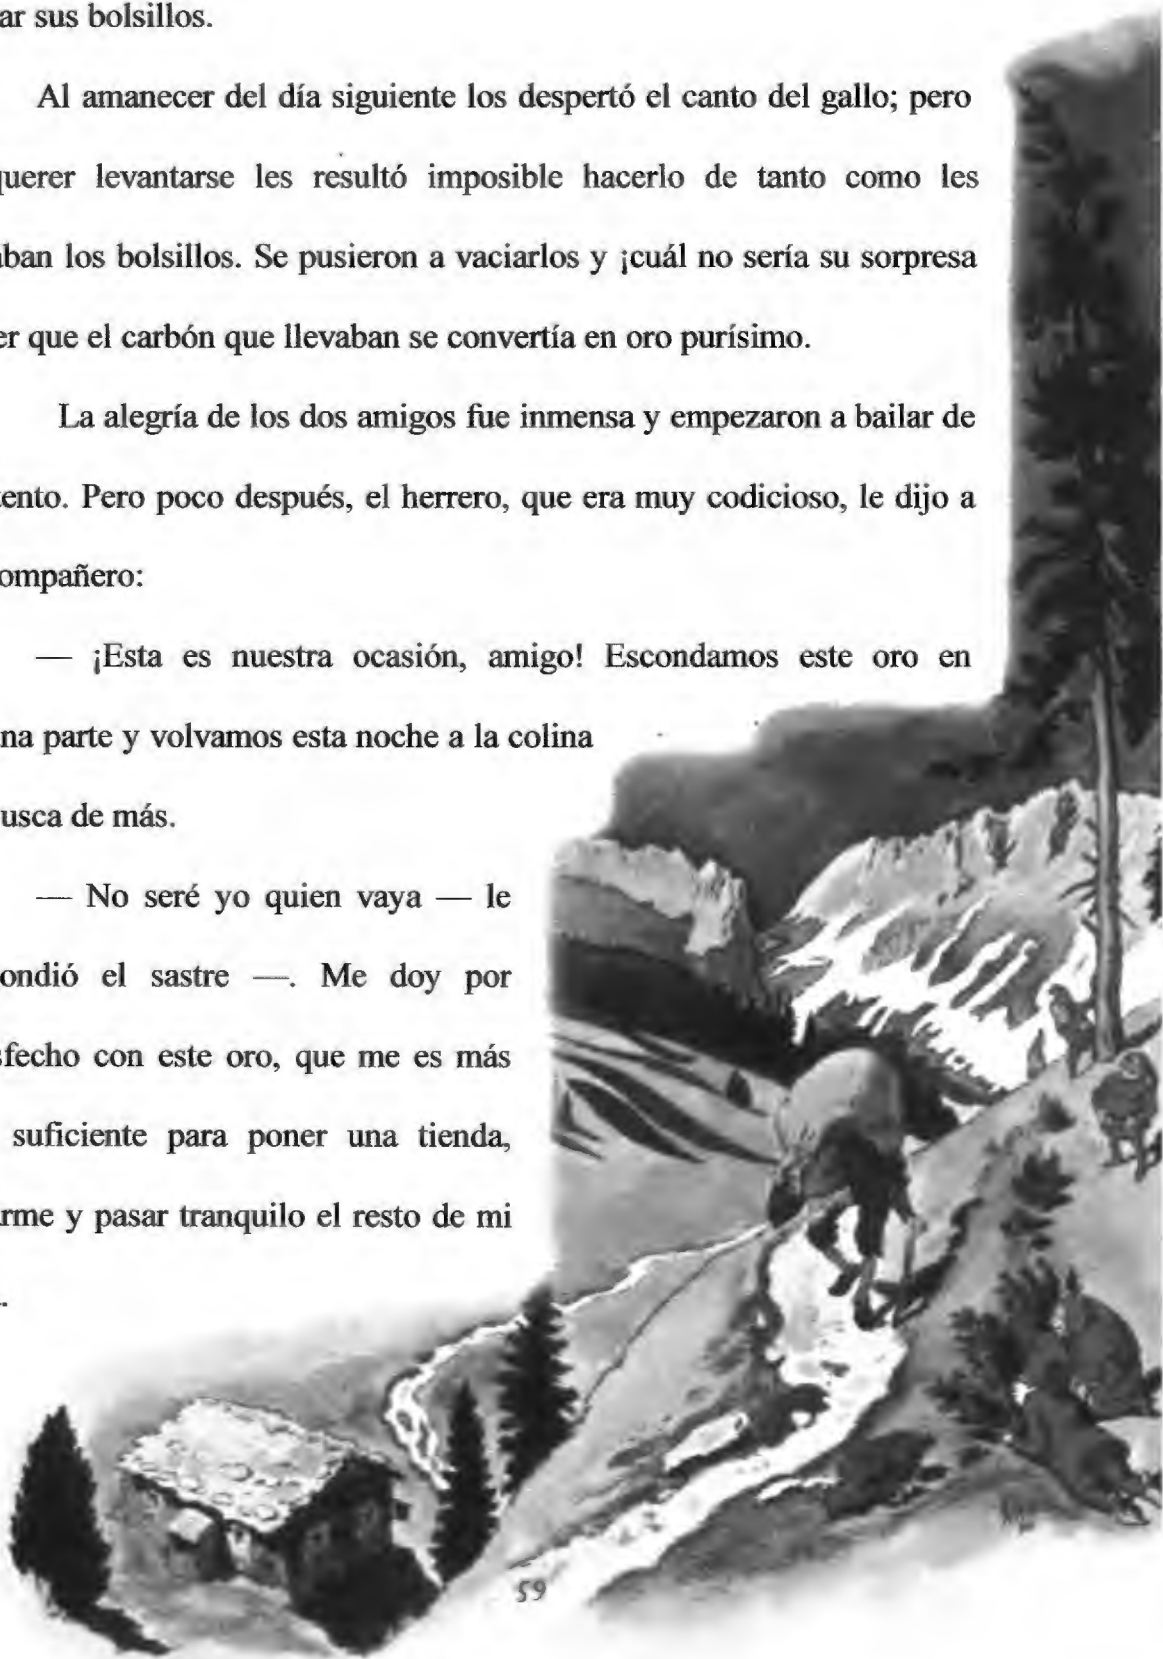 ar sus bolsillos.
Al amanecer del día siguiente los despertó el canto del gallo; pero
querer levantarse les resultó imposible hacerlo de tanto como les
aban los bolsillos. Se pusieron a vaciarlos y ¡cuál no sería su sorpresa
er que el carbón que llevaban se convertía en oro purísimo.
La alegría de los dos amigos fue inmensa y empezaron a bailar de
ento. Pero poco después, el herrero, que era muy codicioso, le dijo a
ompañero:
— ¡Esta es nuestra ocasión, amigo! Escondamos este oro en
na parte y volvamos esta noche a la colina
usca de más.
— No seré yo quien vaya — le
ondió el sastre —. Me doy por
sfecho con este oro, que me es más
suficiente para poner una tienda,
rme y pasar tranquilo el resto de mi
.
59